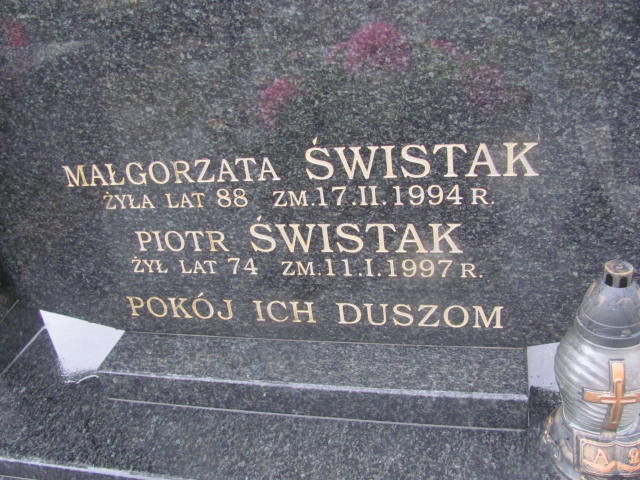 MAŁGORZATA ŚWISTAK
ŻYŁA LAT 88 ZM.17.II.1994 R.
PIOTR ŚWISTAK
ŻYŁ LAT 74 ZM.11.I.1997 R.
POKÓJ ICH DUSZOM